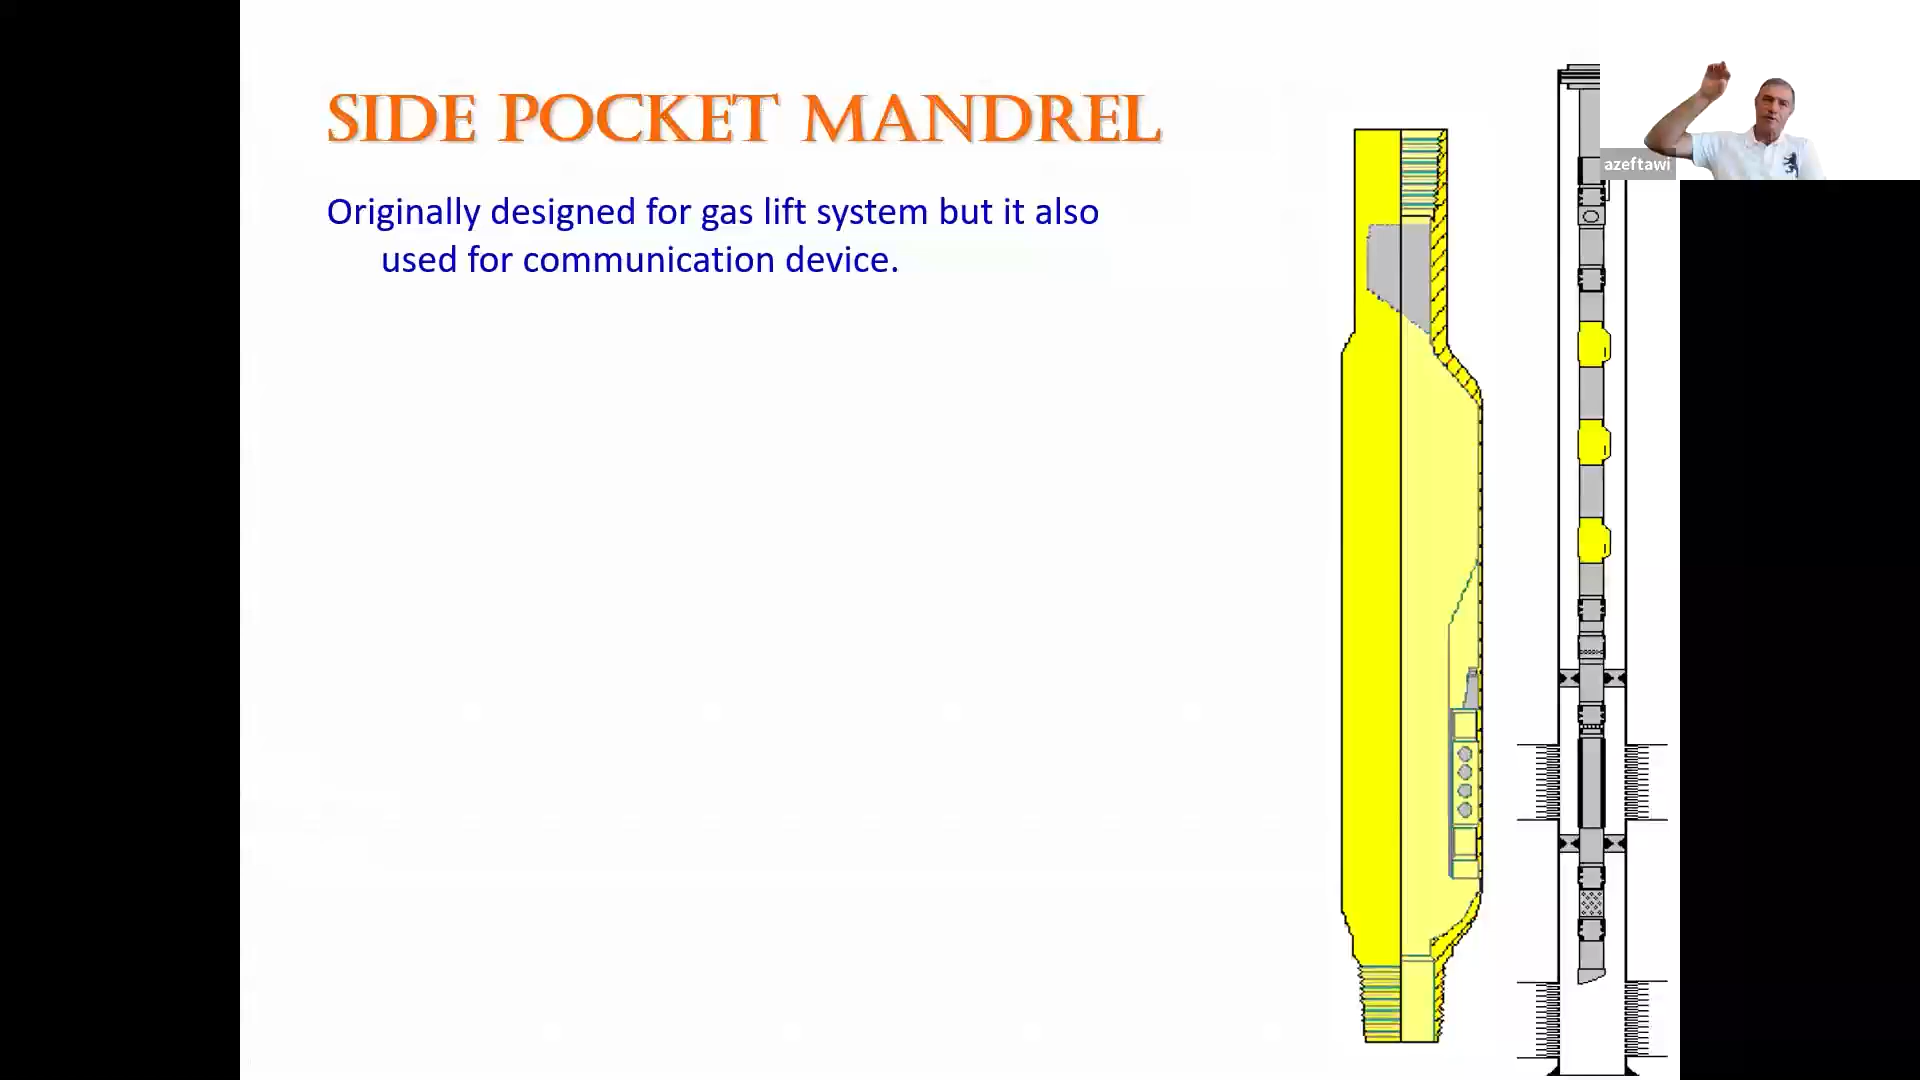 SIDE POCKET MANDREL
Originally designed for gas lift system but it also
used for communication device.
azeftawi